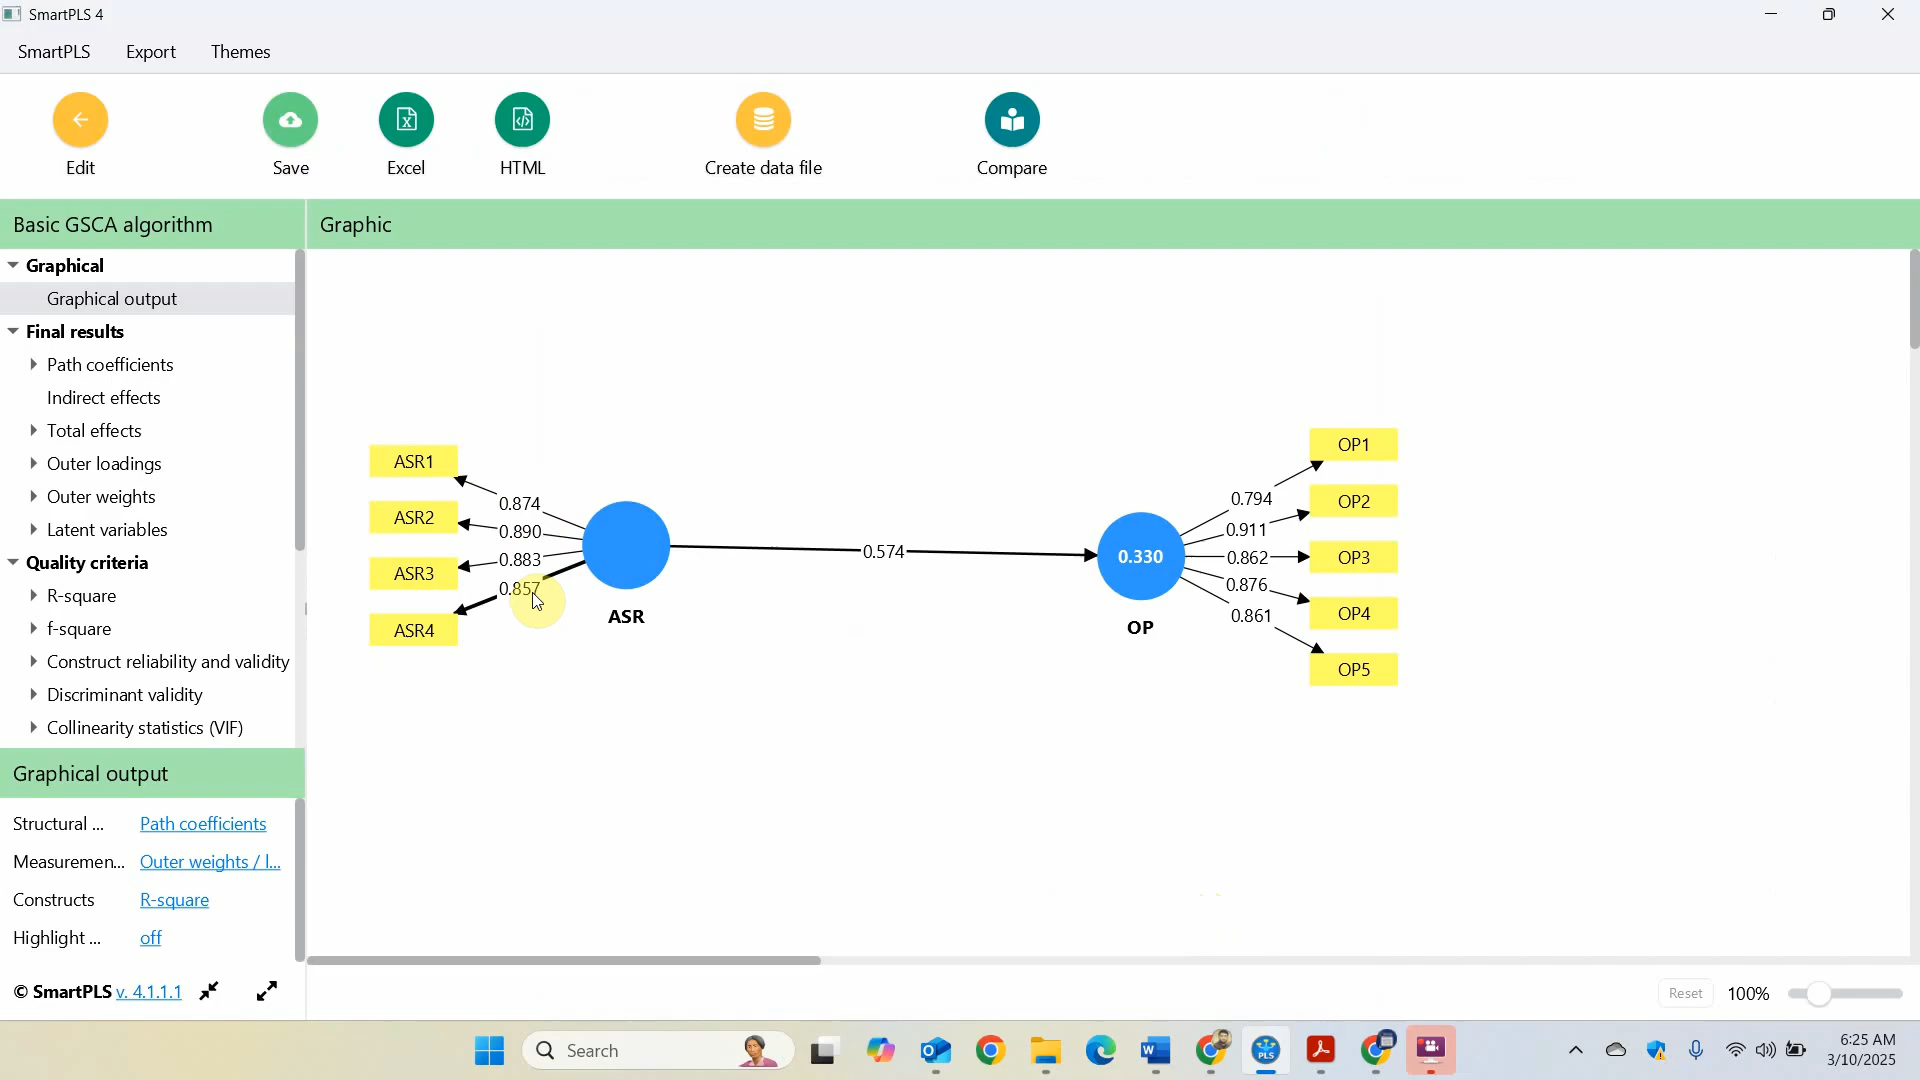 SmartPLS 4
SmartPLS Export Themes
Edit Save Excel HTML Create data file Compare
Basic GSCA algorithm
Graphical
Graphical output
Final results
Path coefficients
Indirect effects
Total effects
Outer loadings
Outer weights
Latent variables
Quality criteria
R-square
f-square
Construct reliability and validity
Discriminant validity
Collinearity statistics (VIF)
Graphical output
Structural ... Path coefficients
Measuremen... Outer weights / l...
Constructs R-square
Highlight ... off
© SmartPLS v. 4.1.1.1
Graphic
ASR1
ASR2
ASR3
ASR4
0.874
0.890
0.883
0.857
ASR
0.574
0.330
OP
0.794
0.911
0.862
0.876
0.861
OP1
OP2
OP3
OP4
OP5
Reset 100%
Search
6:25 AM
3/10/2025